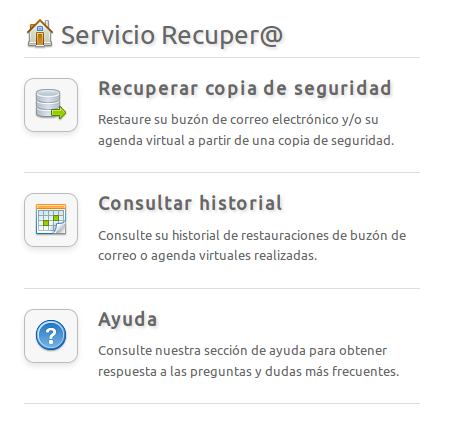 Servicio Recuper@
Recuperar copia de seguridad
Restaure su buzón de correo electrónico y/o su
agenda virtual a partir de una copia de seguridad.
Consultar historial
Consulte su historial de restauraciones de buzón de
correo o agenda virtuales realizadas.
Ayuda
Consulte nuestra sección de ayuda para obtener
respuesta a las preguntas y dudas más frecuentes.